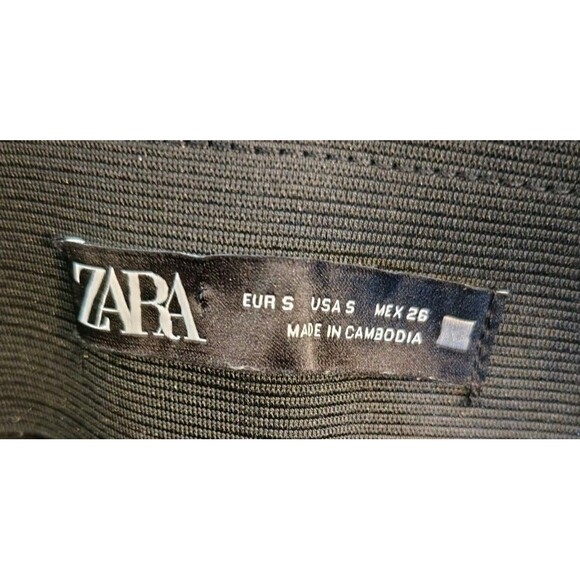 ZARA
EUR S USA S MEX 26
MADE IN CAMBODIA